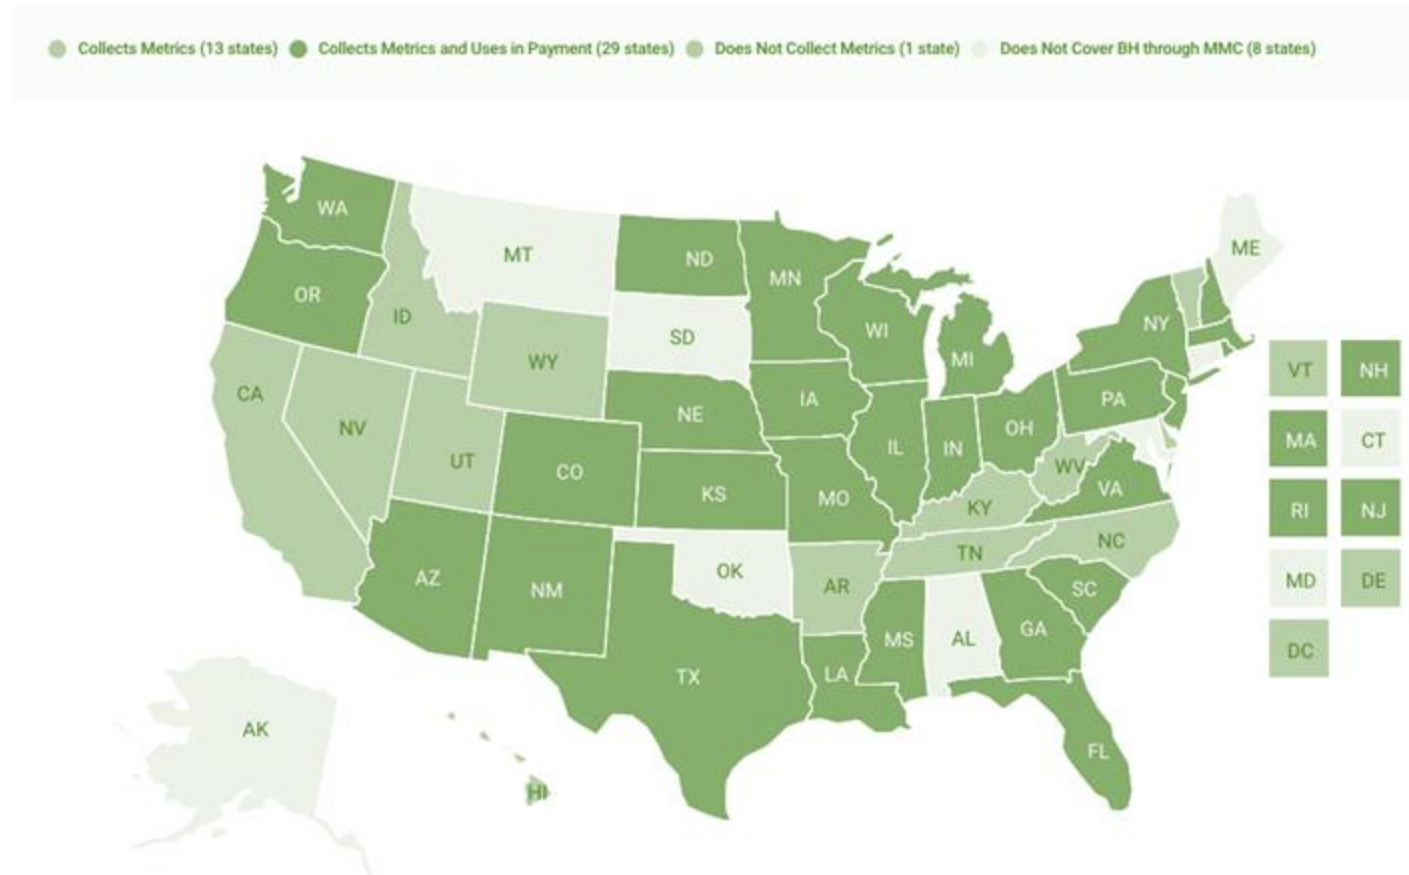 Collects Metrics (13 states) Collects Metrics and Uses in Payment (29 states) Does Not Collect Metrics (1 state) Does Not Cover BH through MMC (8 states)
WA
MT
ND
ME
OR
ID
MN
SD
WI
NY
MI
WY
CA
NE
IA
PA
VT
NH
NV
UT
CO
IL
IN
OH
MA
CT
KS
MO
WV
VA
KY
RI
NJ
AZ
NM
OK
AR
TN
NC
MD
DE
SC
TX
LA
MS
AL
GA
DC
AK
FL
HI